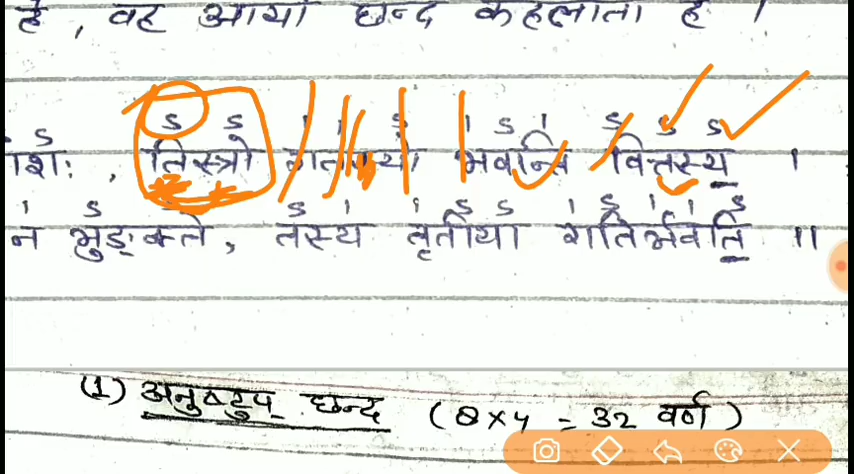 है, वह आर्या छन्द कहलाता है ।
S S S I I S I S I S S S
शः, तिस्त्रो गतयो भवन्ति वित्तस्य ।
I S S S I I S S I S I I S
न भुङ्क्ते, तस्य तृतीया गतिर्भवति ॥
(1) अनुष्टुप् छन्द (8×4 = 32 वर्ण)